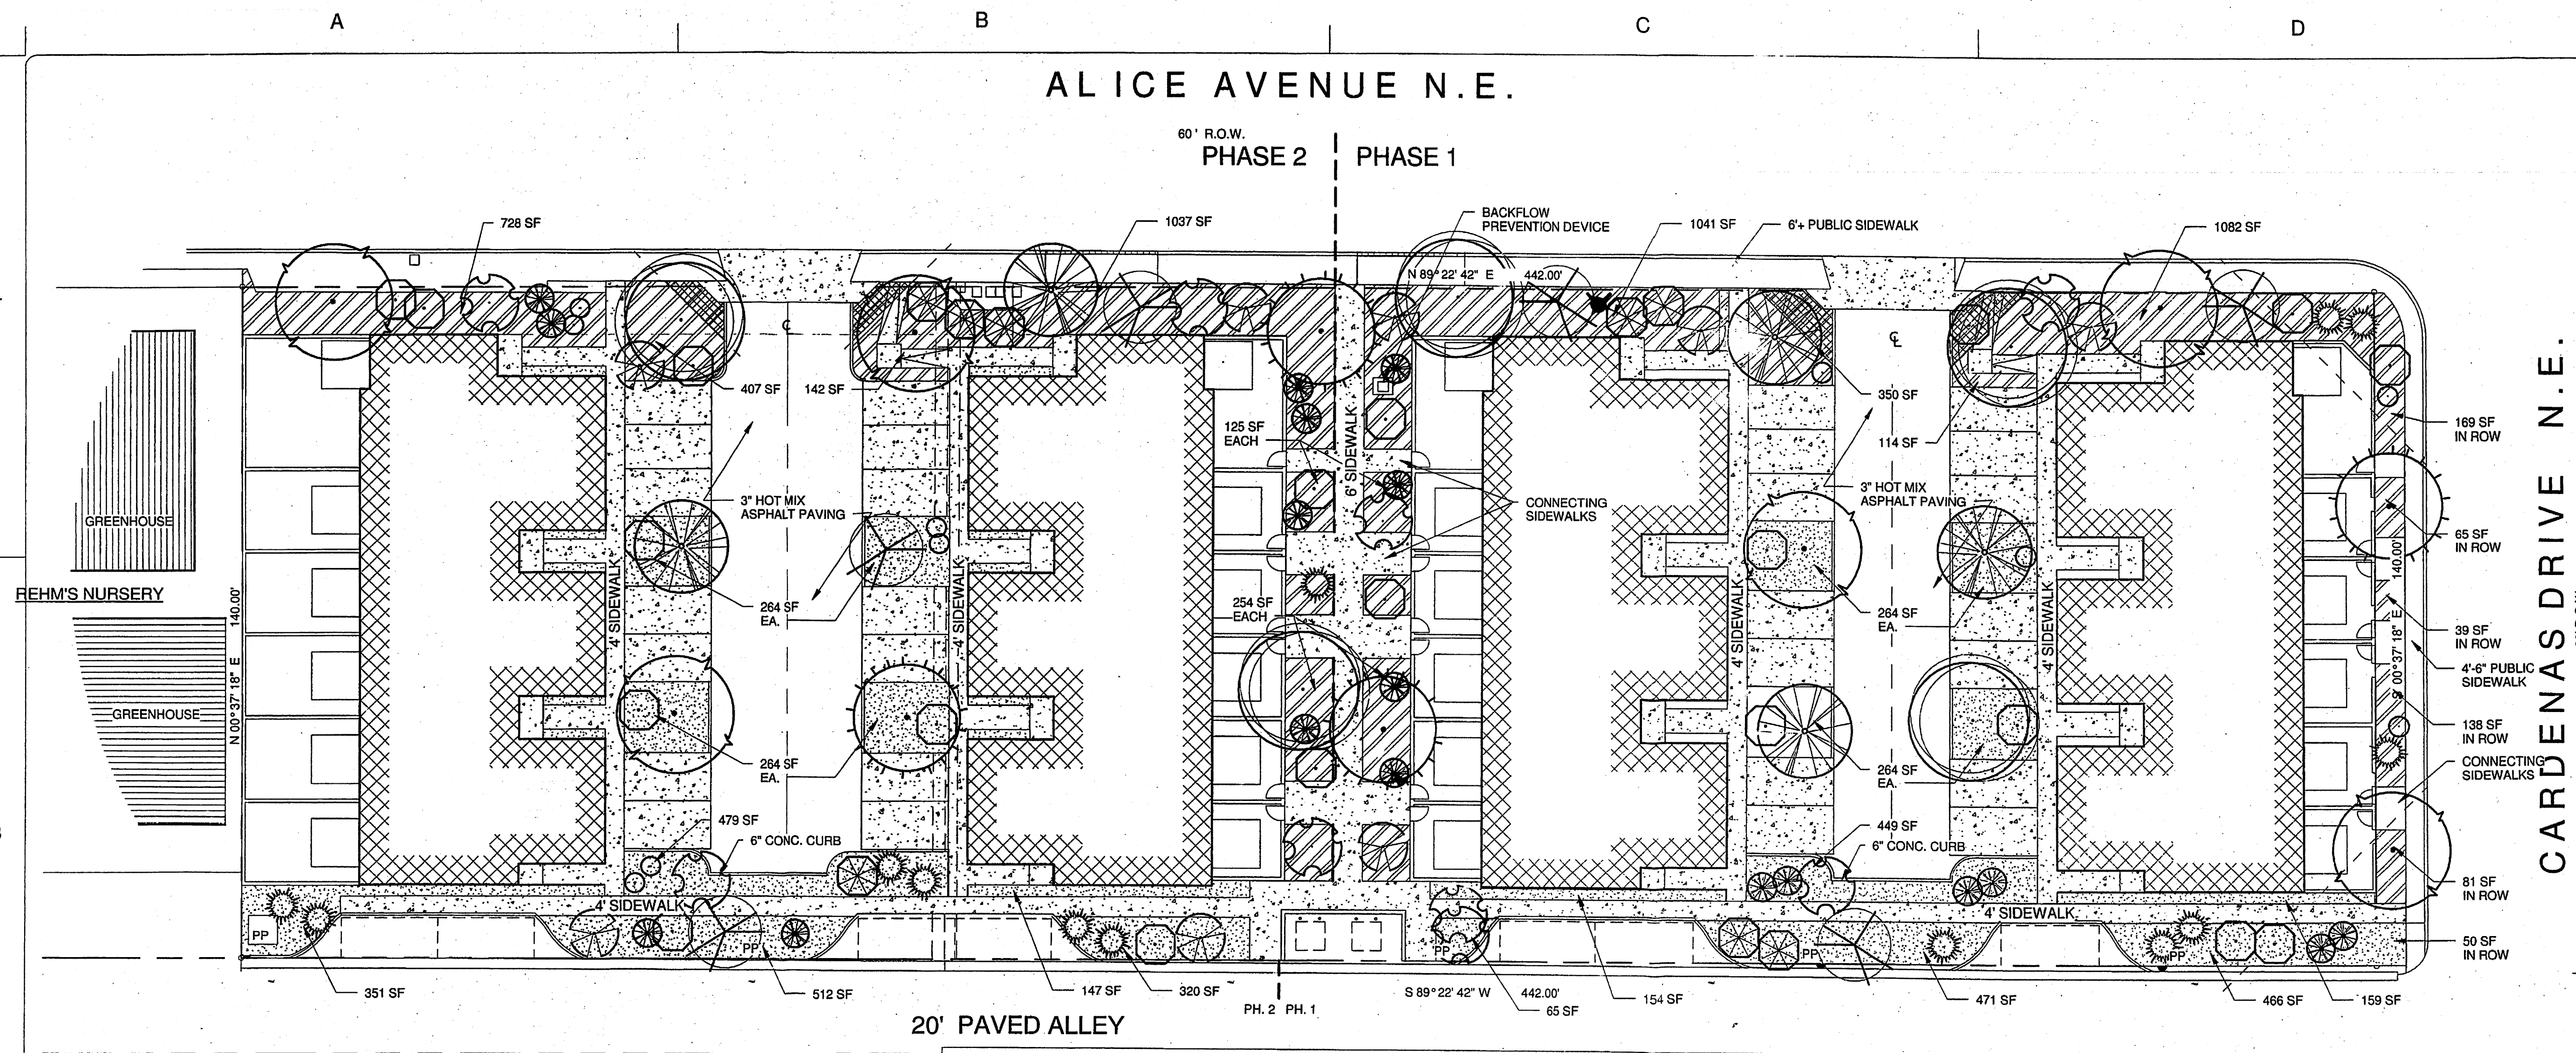 A
B
C
D
ALICE AVENUE N.E.
60' R.O.W.
PHASE 2
PHASE 1
728 SF
1037 SF
BACKFLOW
PREVENTION DEVICE
1041 SF
6'+ PUBLIC SIDEWALK
1082 SF
N 89° 22' 42" E 442.00'
℄
℄
407 SF
142 SF
350 SF
114 SF
125 SF
EACH
6' SIDEWALK
169 SF
IN ROW
3" HOT MIX
ASPHALT PAVING
CONNECTING
SIDEWALKS
3" HOT MIX
ASPHALT PAVING
GREENHOUSE
65 SF
IN ROW
140.00'
REHM'S NURSERY
140.00'
4' SIDEWALK
4' SIDEWALK
4' SIDEWALK
4' SIDEWALK
264 SF
EA.
254 SF
EACH
264 SF
EA.
39 SF
IN ROW
4'-6" PUBLIC
SIDEWALK
S 00° 37' 18" E
N 00° 37' 18" E
GREENHOUSE
138 SF
IN ROW
264 SF
EA.
264 SF
EA.
CONNECTING
SIDEWALKS
CARDENAS DRIVE N.E.
479 SF
6" CONC. CURB
449 SF
6" CONC. CURB
81 SF
IN ROW
4' SIDEWALK
4' SIDEWALK
PP
PP
PP
PP
PP
50 SF
IN ROW
351 SF
512 SF
147 SF
320 SF
PH. 2 PH. 1
S 89° 22' 42" W 442.00'
65 SF
154 SF
471 SF
466 SF
159 SF
20' PAVED ALLEY